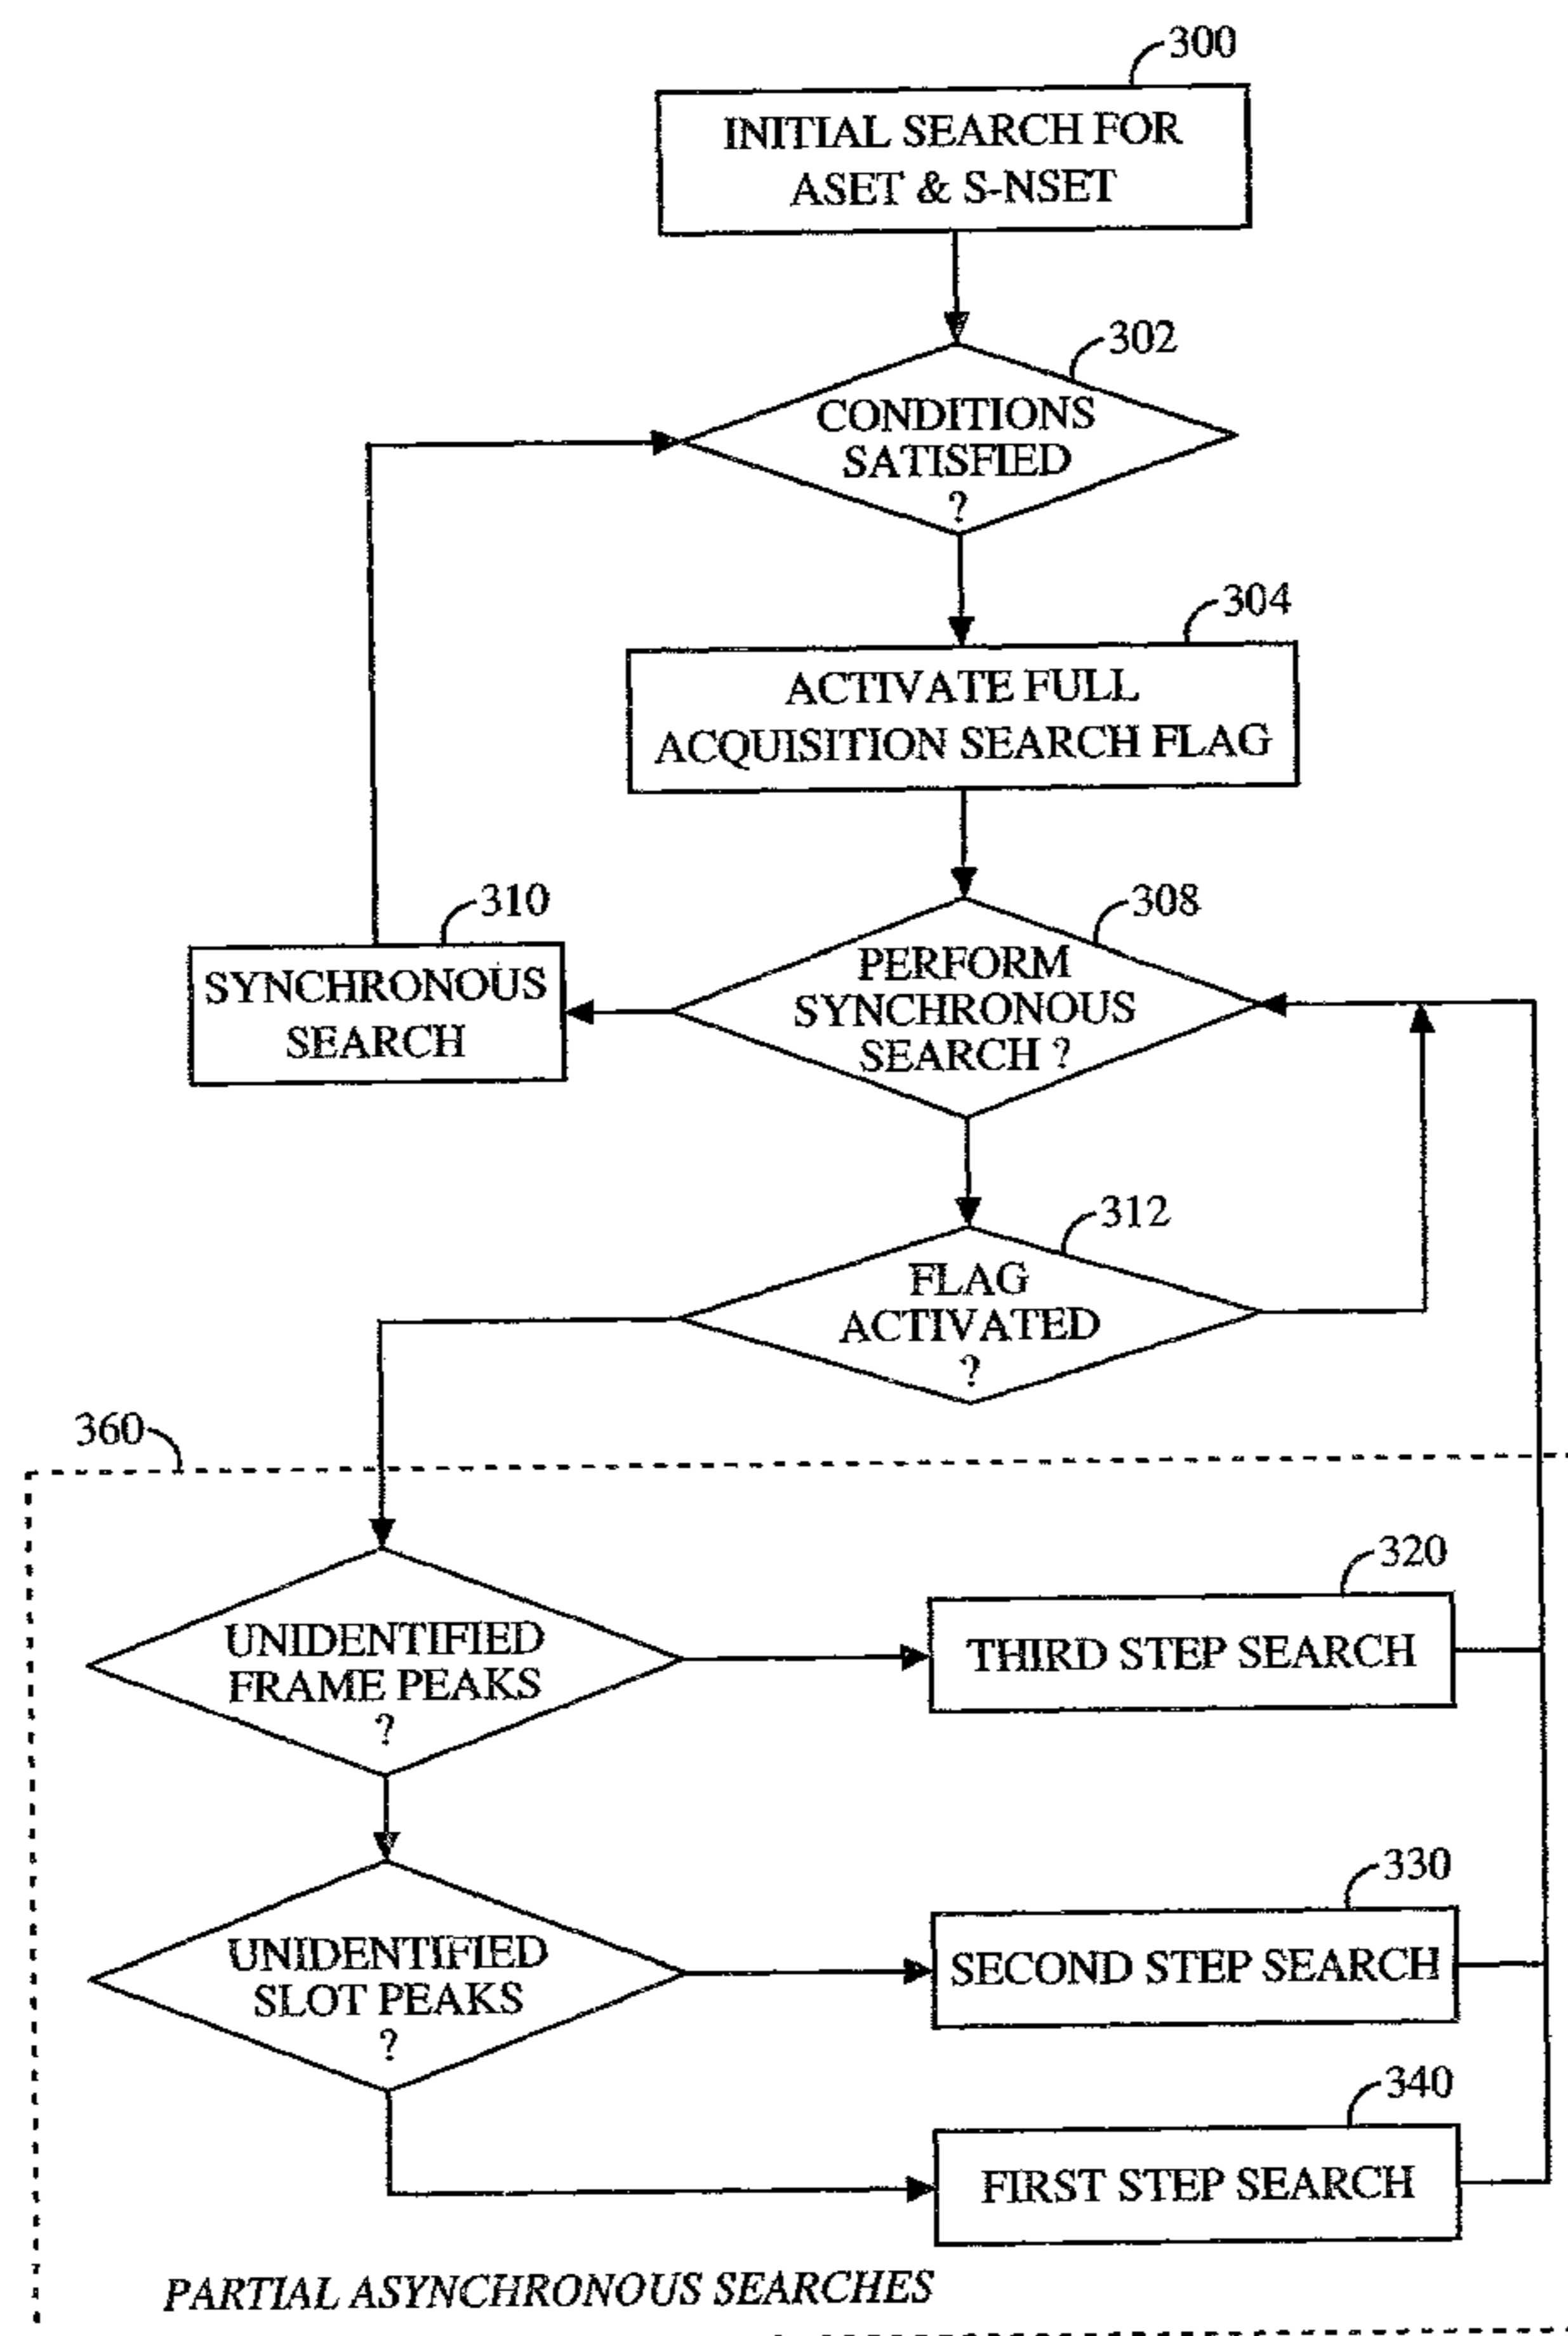 300
INITIAL SEARCH FOR
ASET & S-NSET
302
CONDITIONS
SATISFIED
?
304
ACTIVATE FULL
ACQUISITION SEARCH FLAG
310
SYNCHRONOUS
SEARCH
308
PERFORM
SYNCHRONOUS
SEARCH ?
312
FLAG
ACTIVATED
?
360
UNIDENTIFIED
FRAME PEAKS
?
320
THIRD STEP SEARCH
UNIDENTIFIED
SLOT PEAKS
?
330
SECOND STEP SEARCH
340
FIRST STEP SEARCH
PARTIAL ASYNCHRONOUS SEARCHES